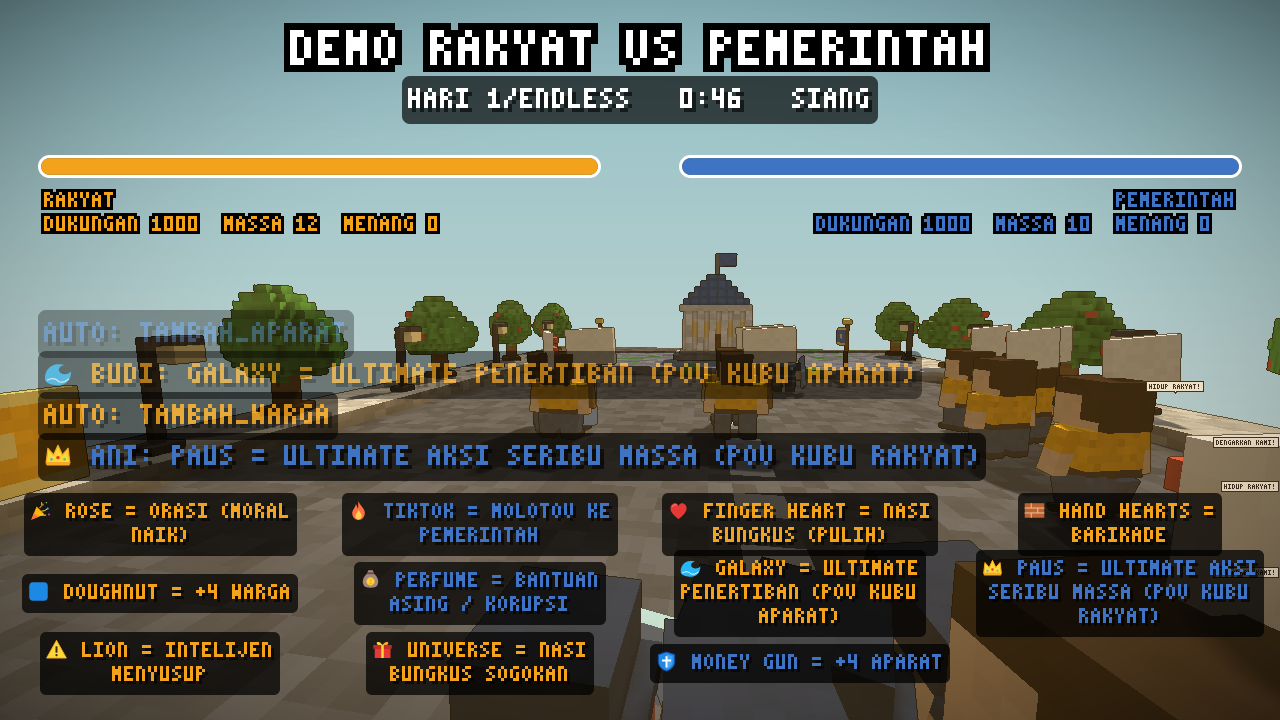 DEMO RAKYAT VS PEMERINTAH
HARI 1/ENDLESS 0:46 SIANG
RAKYAT
DUKUNGAN 1000 MASSA 12 MENANG 0
PEMERINTAH
DUKUNGAN 1000 MASSA 10 MENANG 0
AUTO: TAMBAH_APARAT
BUDI: GALAXY = ULTIMATE PENERTIBAN (POV KUBU APARAT)
AUTO: TAMBAH_WARGA
ANI: PAUS = ULTIMATE AKSI SERIBU MASSA (POV KUBU RAKYAT)
HIDUP RAKYAT!
DENGARKAN KAMI!
HIDUP RAKYAT!
ROSE = ORASI (MORAL
NAIK)
TIKTOK = MOLOTOV KE
PEMERINTAH
FINGER HEART = NASI
BUNGKUS (PULIH)
HAND HEARTS =
BARIKADE
DOUGHNUT = +4 WARGA
PERFUME = BANTUAN
ASING / KORUPSI
GALAXY = ULTIMATE
PENERTIBAN (POV KUBU
APARAT)
PAUS = ULTIMATE AKSI
SERIBU MASSA (POV KUBU
RAKYAT)
LION = INTELIJEN
MENYUSUP
UNIVERSE = NASI
BUNGKUS SOGOKAN
MONEY GUN = +4 APARAT